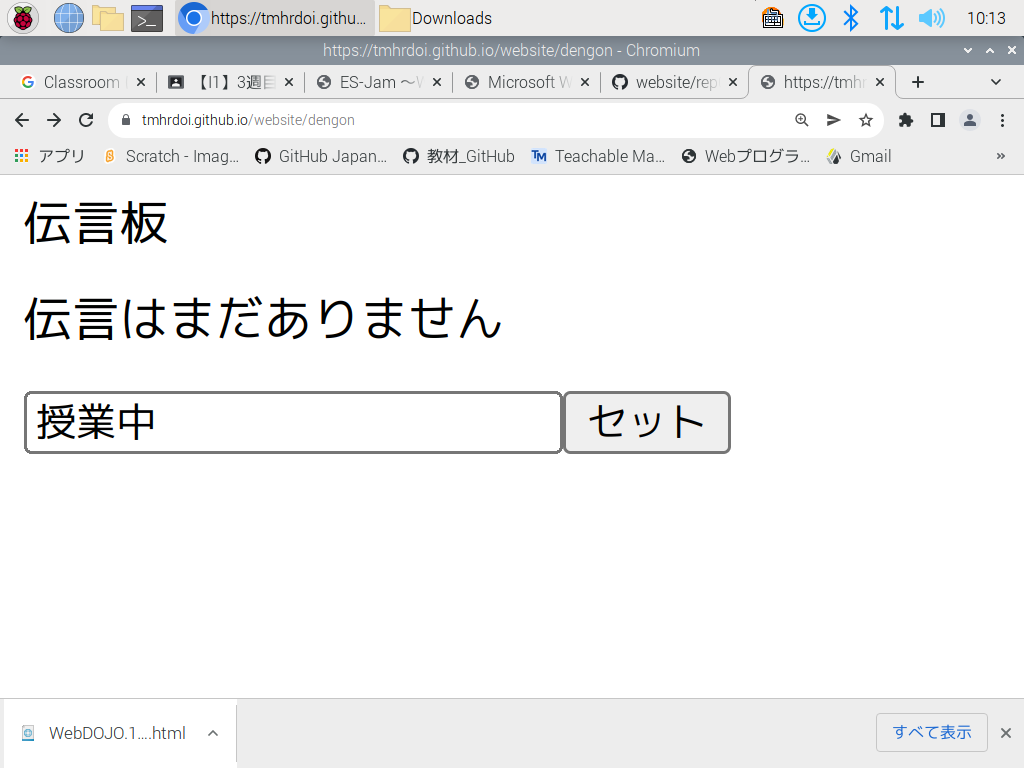 https://tmhrdoi.githu... Downloads 10:13
https://tmhrdoi.github.io/website/dengon - Chromium
Classroom 【I1】3週目 ES-Jam 〜W Microsoft W website/rep https://tmhr
tmhrdoi.github.io/website/dengon
アプリ Scratch - Imag... GitHub Japan... 教材_GitHub Teachable Ma... Webプログラ... Gmail »
伝言板
伝言はまだありません
授業中 セット
WebDOJO.1....html すべて表示